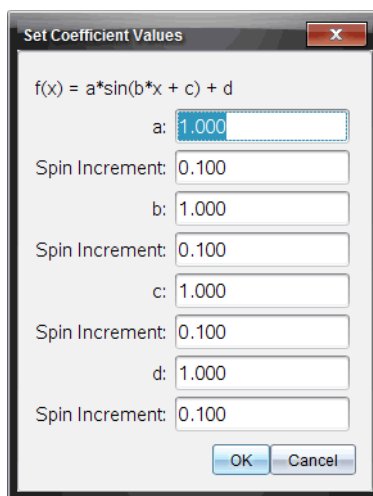 Set Coefficient Values
f(x) = a*sin(b*x + c) + d
a: 1.000
Spin Increment: 0.100
b: 1.000
Spin Increment: 0.100
c: 1.000
Spin Increment: 0.100
d: 1.000
Spin Increment: 0.100
OK Cancel